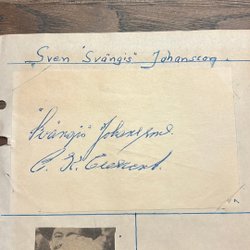 Sven "Svängis" Johansson.
"Svängis" Johansson.
O. K.